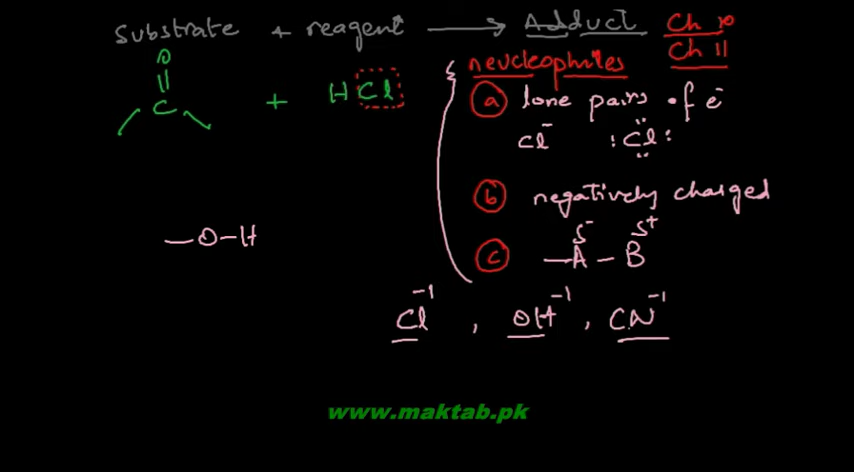 Substrate + reagent → Adduct Ch 10
Ch 11
neucleophiles
O
C + HCl
(a) lone pairs of e⁻
Cl⁻ :Cl:
(b) negatively charged
δ⁻ δ⁺
(c) —A—B
—O—H
Cl⁻¹, OH⁻¹, CN⁻¹
www.maktab.pk